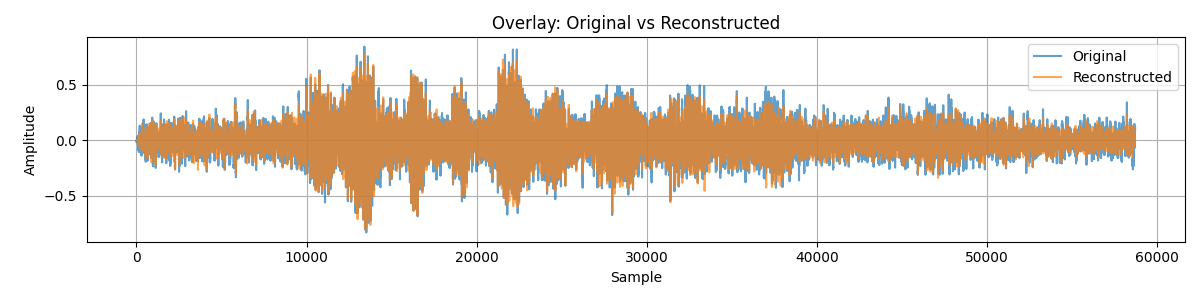 Overlay: Original vs Reconstructed
Amplitude
0.5
0.0
−0.5
Original
Reconstructed
0
10000
20000
30000
40000
50000
60000
Sample